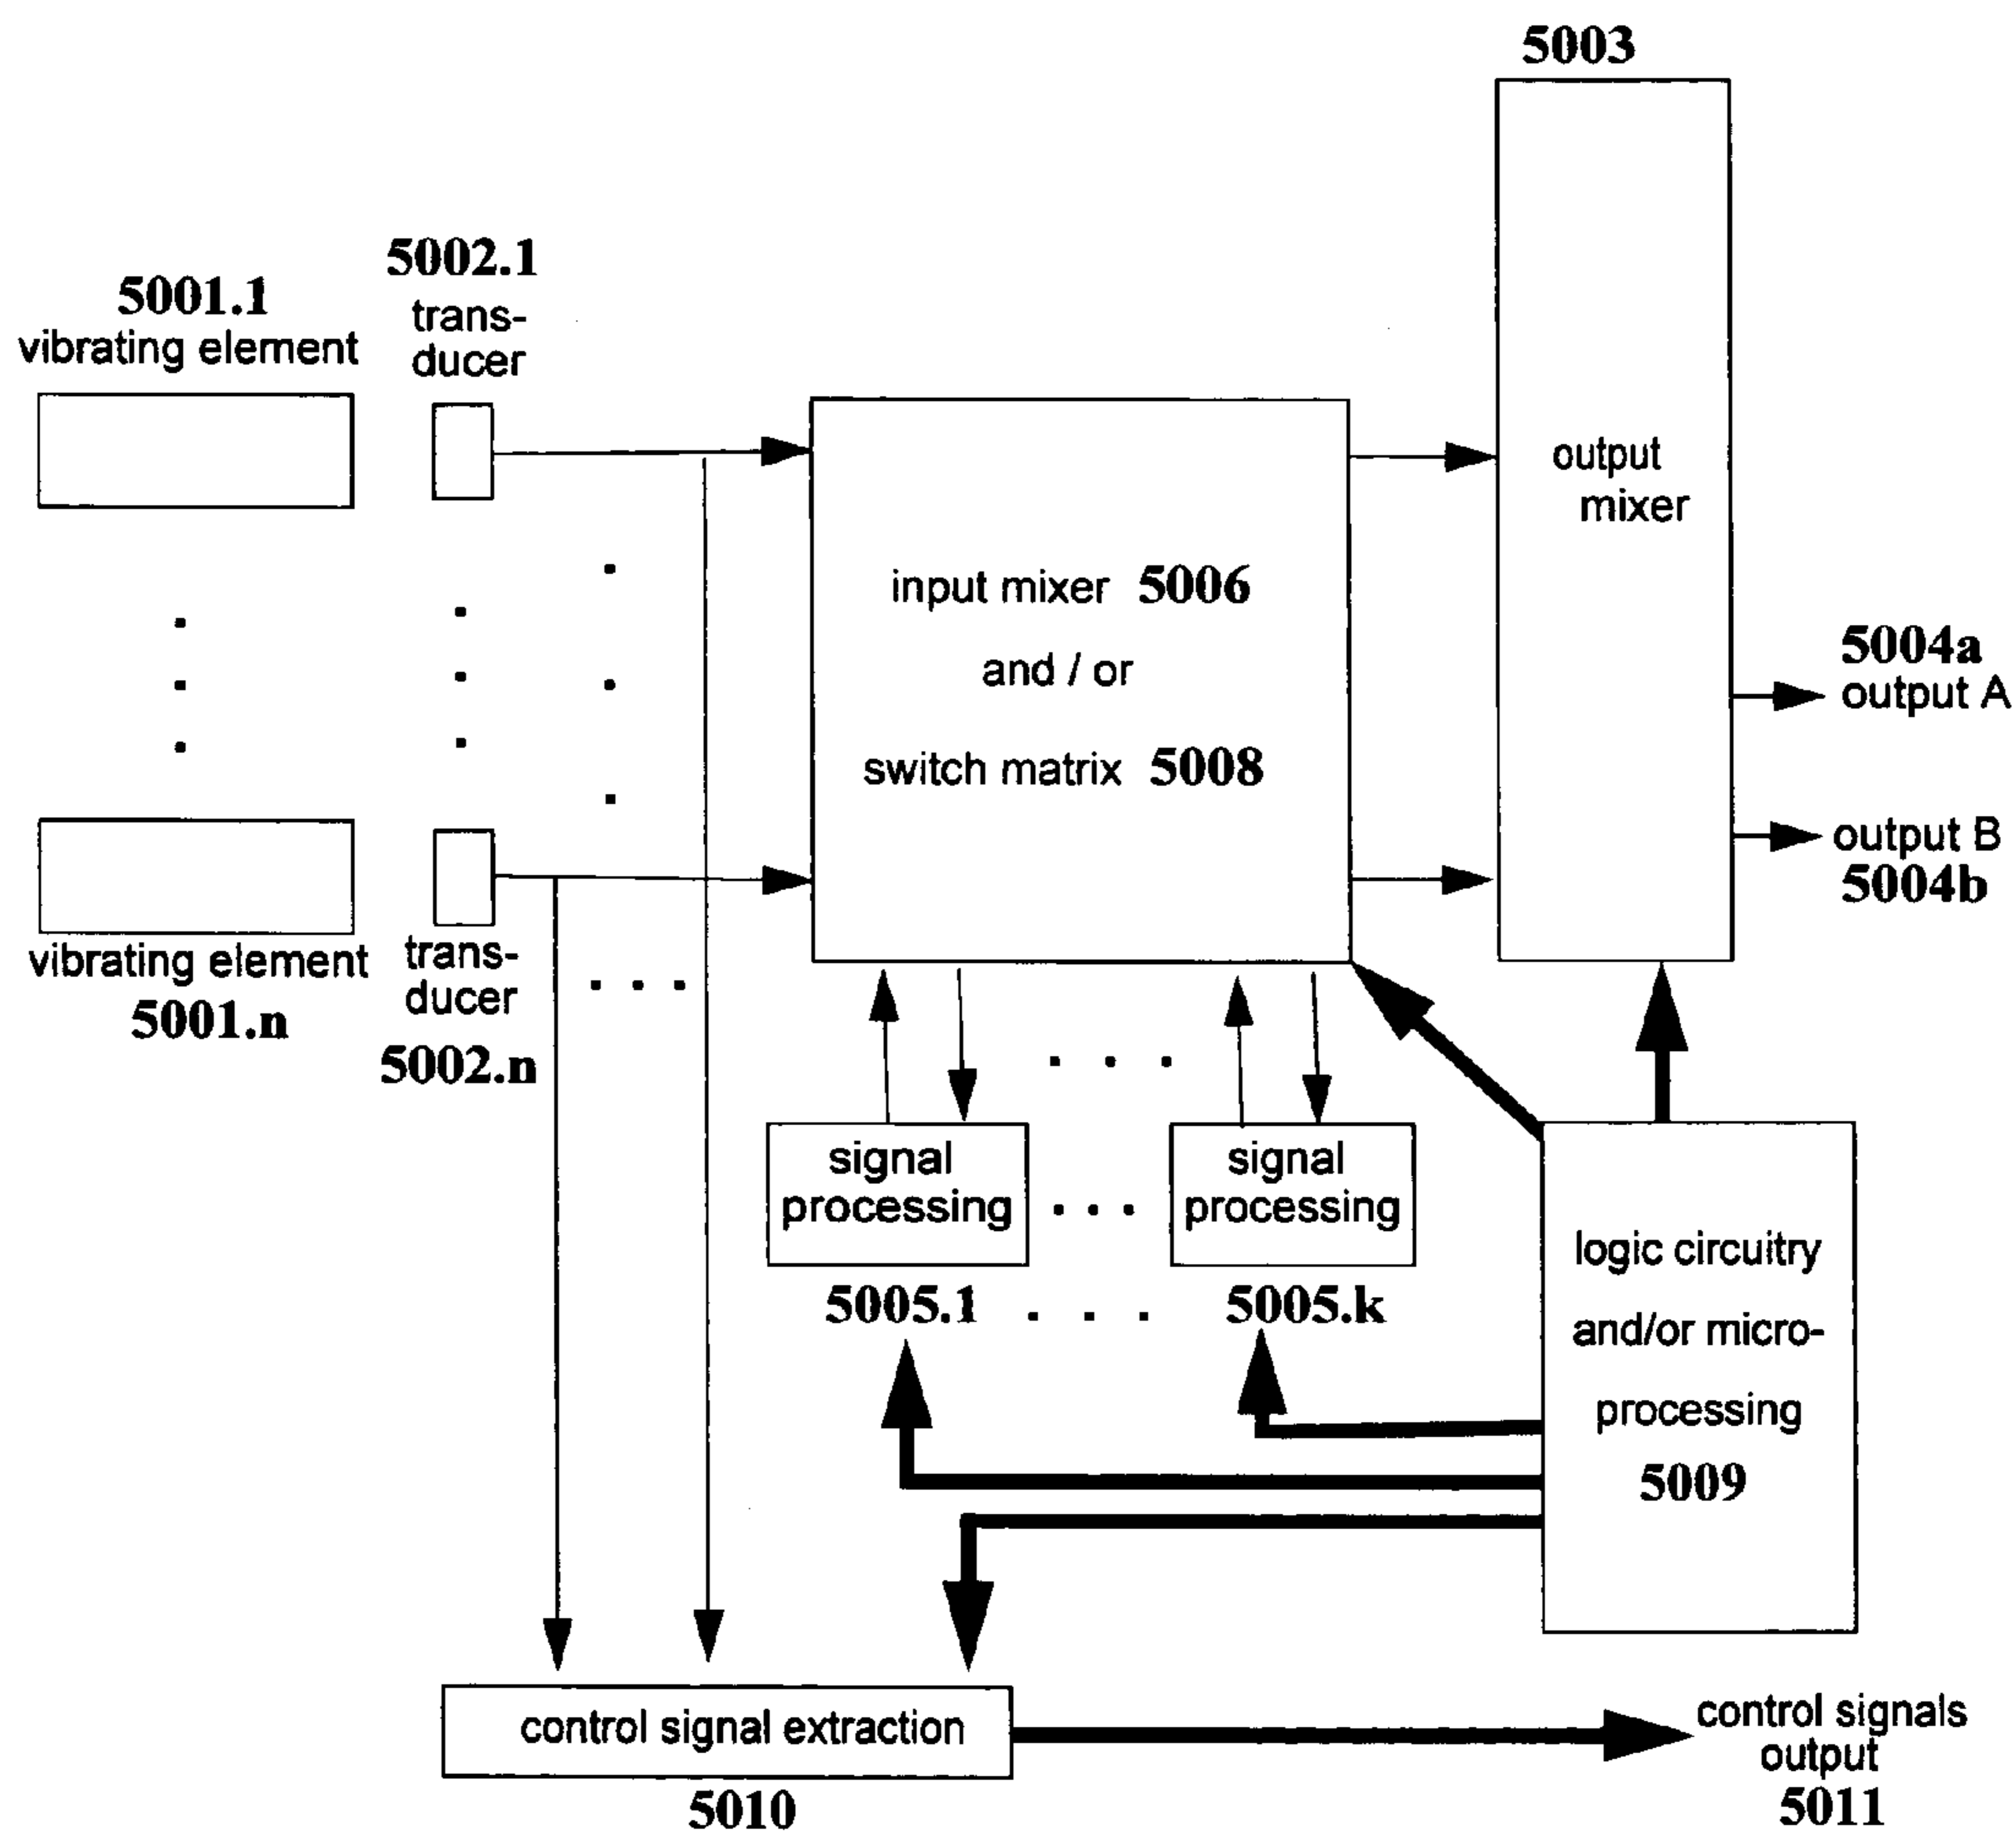 5003
5002.1
trans-
ducer
5001.1
vibrating element
output
mixer
input mixer 5006
and / or
switch matrix 5008
5004a
output A
output B
5004b
vibrating element
5001.n
trans-
ducer
5002.n
signal
processing
5005.1
signal
processing
5005.k
logic circuitry
and/or micro-
processing
5009
control signal extraction
5010
control signals
output
5011